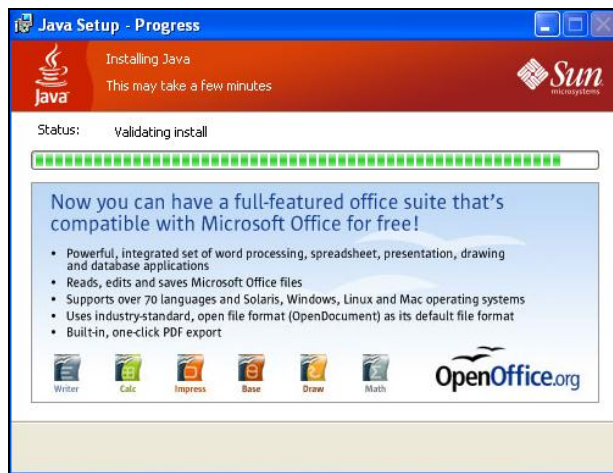 Java Setup - Progress
Installing Java
This may take a few minutes
Java
Sun
microsystems
Status: Validating install
Now you can have a full-featured office suite that's
compatible with Microsoft Office for free!
• Powerful, integrated set of word processing, spreadsheet, presentation, drawing
and database applications
• Reads, edits and saves Microsoft Office files
• Supports over 70 languages and Solaris, Windows, Linux and Mac operating systems
• Uses industry-standard, open file format (OpenDocument) as its default file format
• Built-in, one-click PDF export
Writer Calc Impress Base Draw Math
OpenOffice.org